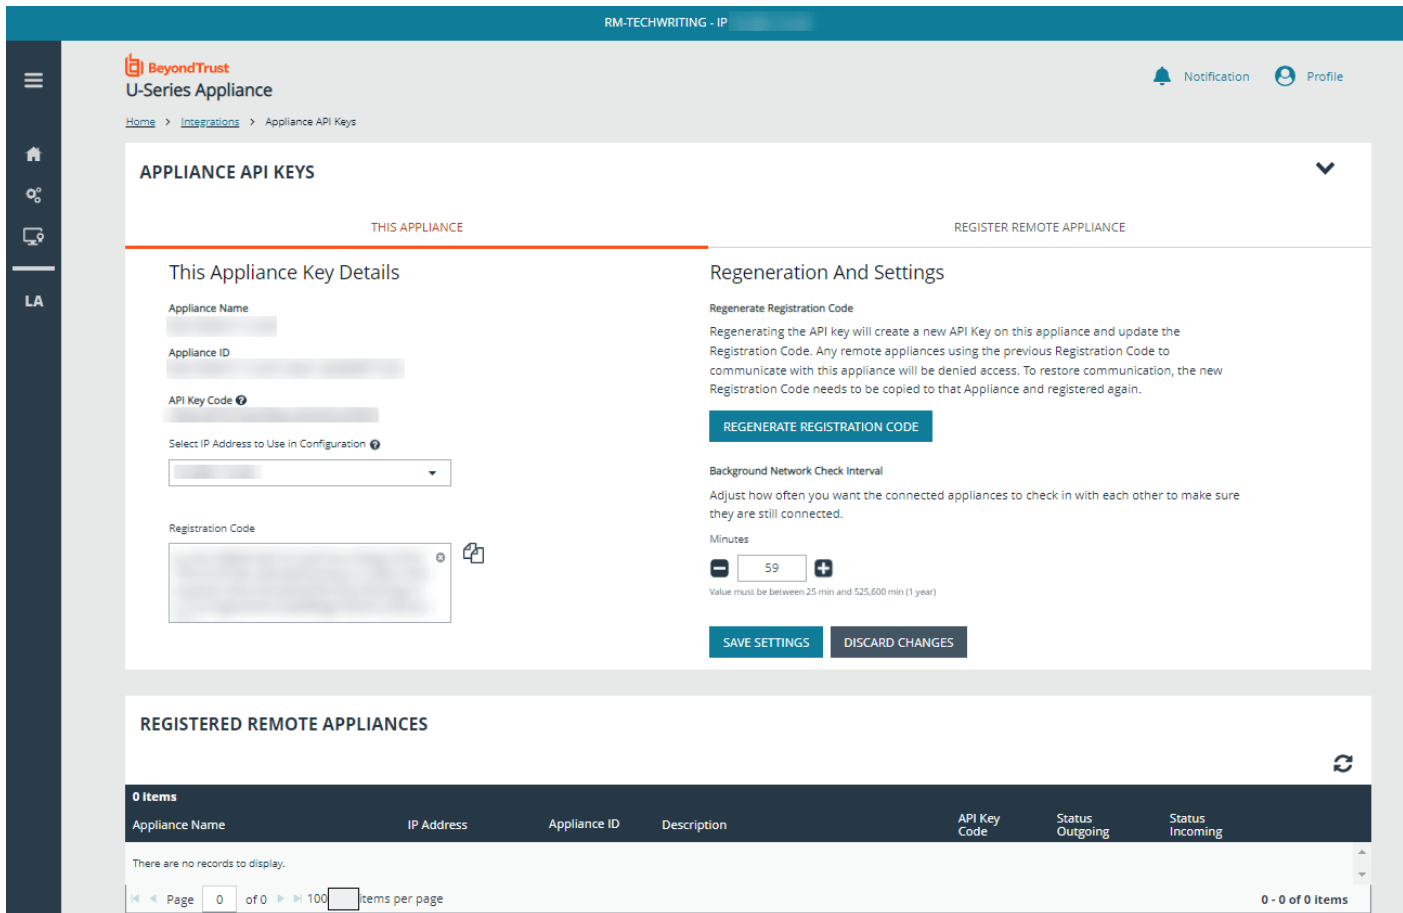 RM-TECHWRITING - IP
BeyondTrust
U-Series Appliance
Notification
Profile
Home > Integrations > Appliance API Keys
LA
APPLIANCE API KEYS
THIS APPLIANCE
REGISTER REMOTE APPLIANCE
This Appliance Key Details
Appliance Name
Appliance ID
API Key Code
Select IP Address to Use in Configuration
Registration Code
Regeneration And Settings
Regenerate Registration Code
Regenerating the API key will create a new API Key on this appliance and update the
Registration Code. Any remote appliances using the previous Registration Code to
communicate with this appliance will be denied access. To restore communication, the new
Registration Code needs to be copied to that Appliance and registered again.
REGENERATE REGISTRATION CODE
Background Network Check Interval
Adjust how often you want the connected appliances to check in with each other to make sure
they are still connected.
Minutes
59
Value must be between 25 min and 525,600 min (1 year)
SAVE SETTINGS
DISCARD CHANGES
REGISTERED REMOTE APPLIANCES
0 items
Appliance Name
IP Address
Appliance ID
Description
API Key
Code
Status
Outgoing
Status
Incoming
There are no records to display.
Page 0 of 0
100 items per page
0 - 0 of 0 items